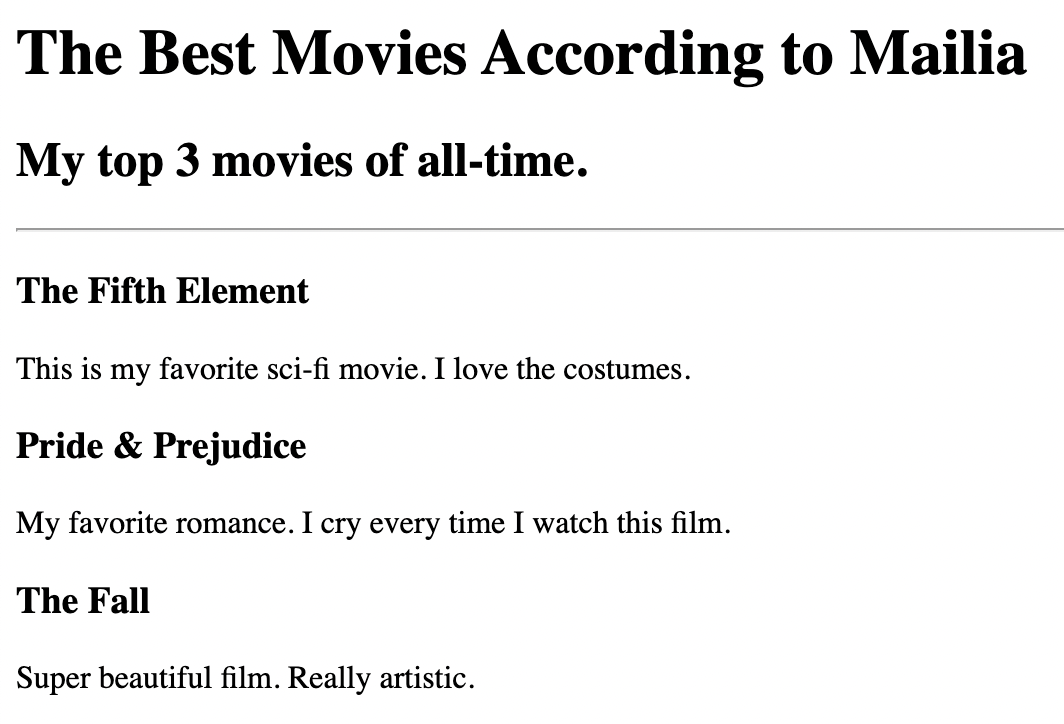 The Best Movies According to Mailia
My top 3 movies of all-time.
The Fifth Element
This is my favorite sci-fi movie. I love the costumes.
Pride & Prejudice
My favorite romance. I cry every time I watch this film.
The Fall
Super beautiful film. Really artistic.